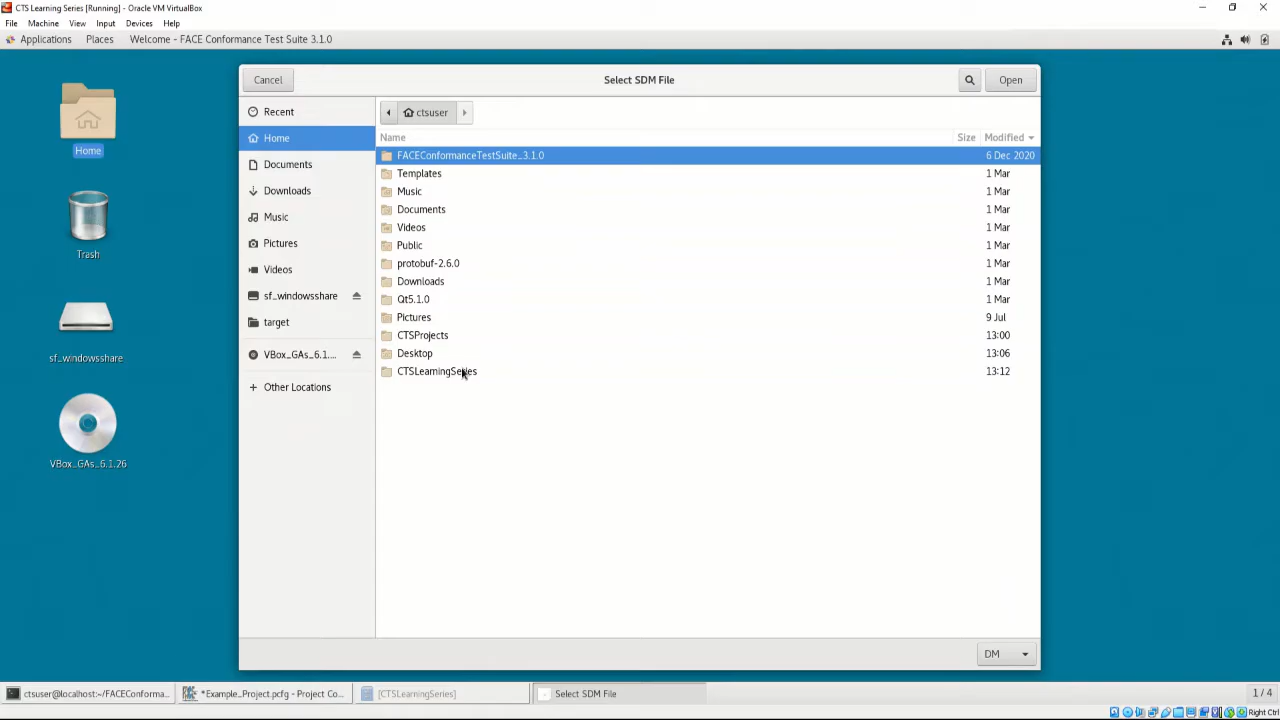 CTS Learning Series [Running] - Oracle VM VirtualBox
File Machine View Input Devices Help
Applications Places Welcome - FACE Conformance Test Suite 3.1.0
Cancel Select SDM File Open
Recent
ctsuser
Home
Name Size Modified
Documents
Downloads
Music
Pictures
Videos
sf_windowsshare
target
VBox_GAs_6.1....
Other Locations
FACEConformanceTestSuite_3.1.0 6 Dec 2020
Templates 1 Mar
Music 1 Mar
Documents 1 Mar
Videos 1 Mar
Public 1 Mar
protobuf-2.6.0 1 Mar
Downloads 1 Mar
Qt5.1.0 1 Mar
Pictures 9 Jul
CTSProjects 13:00
Desktop 13:06
CTSLearningSeries 13:12
DM
Home
Trash
sf_windowsshare
VBox_GAs_6.1.26
ctsuser@localhost:~/FACEConforma... *Example_Project.pcfg - Project Co... [CTSLearningSeries] Select SDM File 1 / 4
Right Ctrl